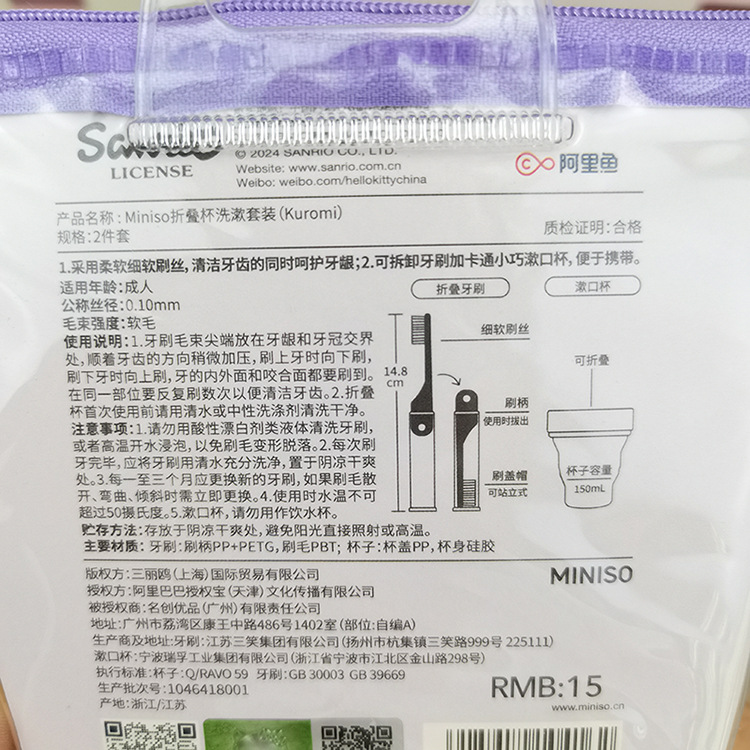 Sanrio
LICENSE
© 2024 SANRIO CO., LTD.
Website: www.sanrio.com.cn
Weibo: weibo.com/hellokittychina
阿里鱼
产品名称: Miniso折叠杯洗漱套装(Kuromi)
规格:2件套
质检证明:合格
1.采用柔软细软刷丝,清洁牙齿的同时呵护牙龈;2.可拆卸牙刷加卡通小巧漱口杯,便于携带。
适用年龄:成人
公称丝径:0.10mm
毛束强度:软毛
使用说明:1.牙刷毛束尖端放在牙龈和牙冠交界
处,顺着牙齿的方向稍微加压,刷上牙时向下刷,
刷下牙时向上刷,牙的内外面和咬合面都要刷到。
在同一部位要反复刷数次以便清洁牙齿。2.折叠
杯首次使用前请用清水或中性洗涤剂清洗干净。
注意事项:1.请勿用酸性漂白剂类液体清洗牙刷,
或者高温开水浸泡,以免刷毛变形脱落。2.每次刷
牙完毕,应将牙刷用清水充分洗净,置于阴凉干爽
处。3.每一至三个月应更换新的牙刷,如果刷毛散
开、弯曲、倾斜时需立即更换。4.使用时水温不可
超过50摄氏度。5.漱口杯,请勿用作饮水杯。
贮存方法:存放于阴凉干爽处,避免阳光直接照射或高温。
主要材质: 牙刷:刷柄PP+PETG,刷毛PBT; 杯子:杯盖PP,杯身硅胶
折叠牙刷
漱口杯
14.8
cm
细软刷丝
刷柄
使用时拔出
刷盖帽
可站立式
可折叠
杯子容量
150mL
版权方:三丽鸥(上海)国际贸易有限公司
授权方:阿里巴巴授权宝(天津)文化传播有限公司
被授权商:名创优品(广州)有限责任公司
地址:广州市荔湾区康王中路486号1402室(部位:自编A)
生产商及地址:牙刷:江苏三笑集团有限公司(扬州市杭集镇三笑路999号 225111)
漱口杯:宁波瑞孚工业集团有限公司(浙江省宁波市江北区金山路298号)
执行标准: 杯子:Q/RAVO 59 牙刷:GB 30003 GB 39669
生产批次号:1046418001
产地:浙江/江苏
MINISO
RMB:15
www.miniso.cn